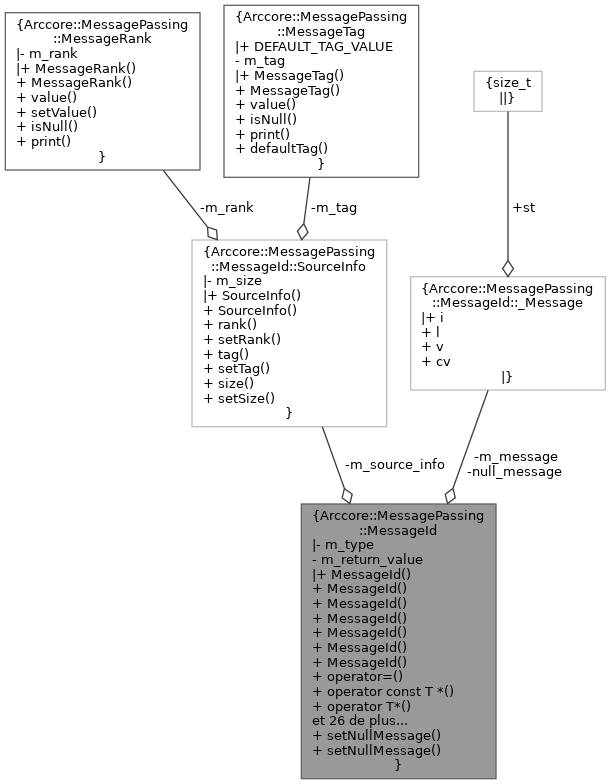 {Arccore::MessagePassing
::MessageRank
|- m_rank
|+ MessageRank()
+ MessageRank()
+ value()
+ setValue()
+ isNull()
+ print()
}
{Arccore::MessagePassing
::MessageTag
|+ DEFAULT_TAG_VALUE
- m_tag
|+ MessageTag()
+ MessageTag()
+ value()
+ isNull()
+ print()
+ defaultTag()
}
{size_t
||}
-m_rank
-m_tag
+st
{Arccore::MessagePassing
::MessageId::SourceInfo
|- m_size
|+ SourceInfo()
+ SourceInfo()
+ rank()
+ setRank()
+ tag()
+ setTag()
+ size()
+ setSize()
}
{Arccore::MessagePassing
::MessageId::_Message
|+ i
+ l
+ v
+ cv
|}
-m_source_info
-m_message
-null_message
{Arccore::MessagePassing
::MessageId
|- m_type
- m_return_value
|+ MessageId()
+ MessageId()
+ MessageId()
+ MessageId()
+ MessageId()
+ MessageId()
+ MessageId()
+ operator=()
+ operator const T *()
+ operator T*()
et 26 de plus...
+ setNullMessage()
+ setNullMessage()
}